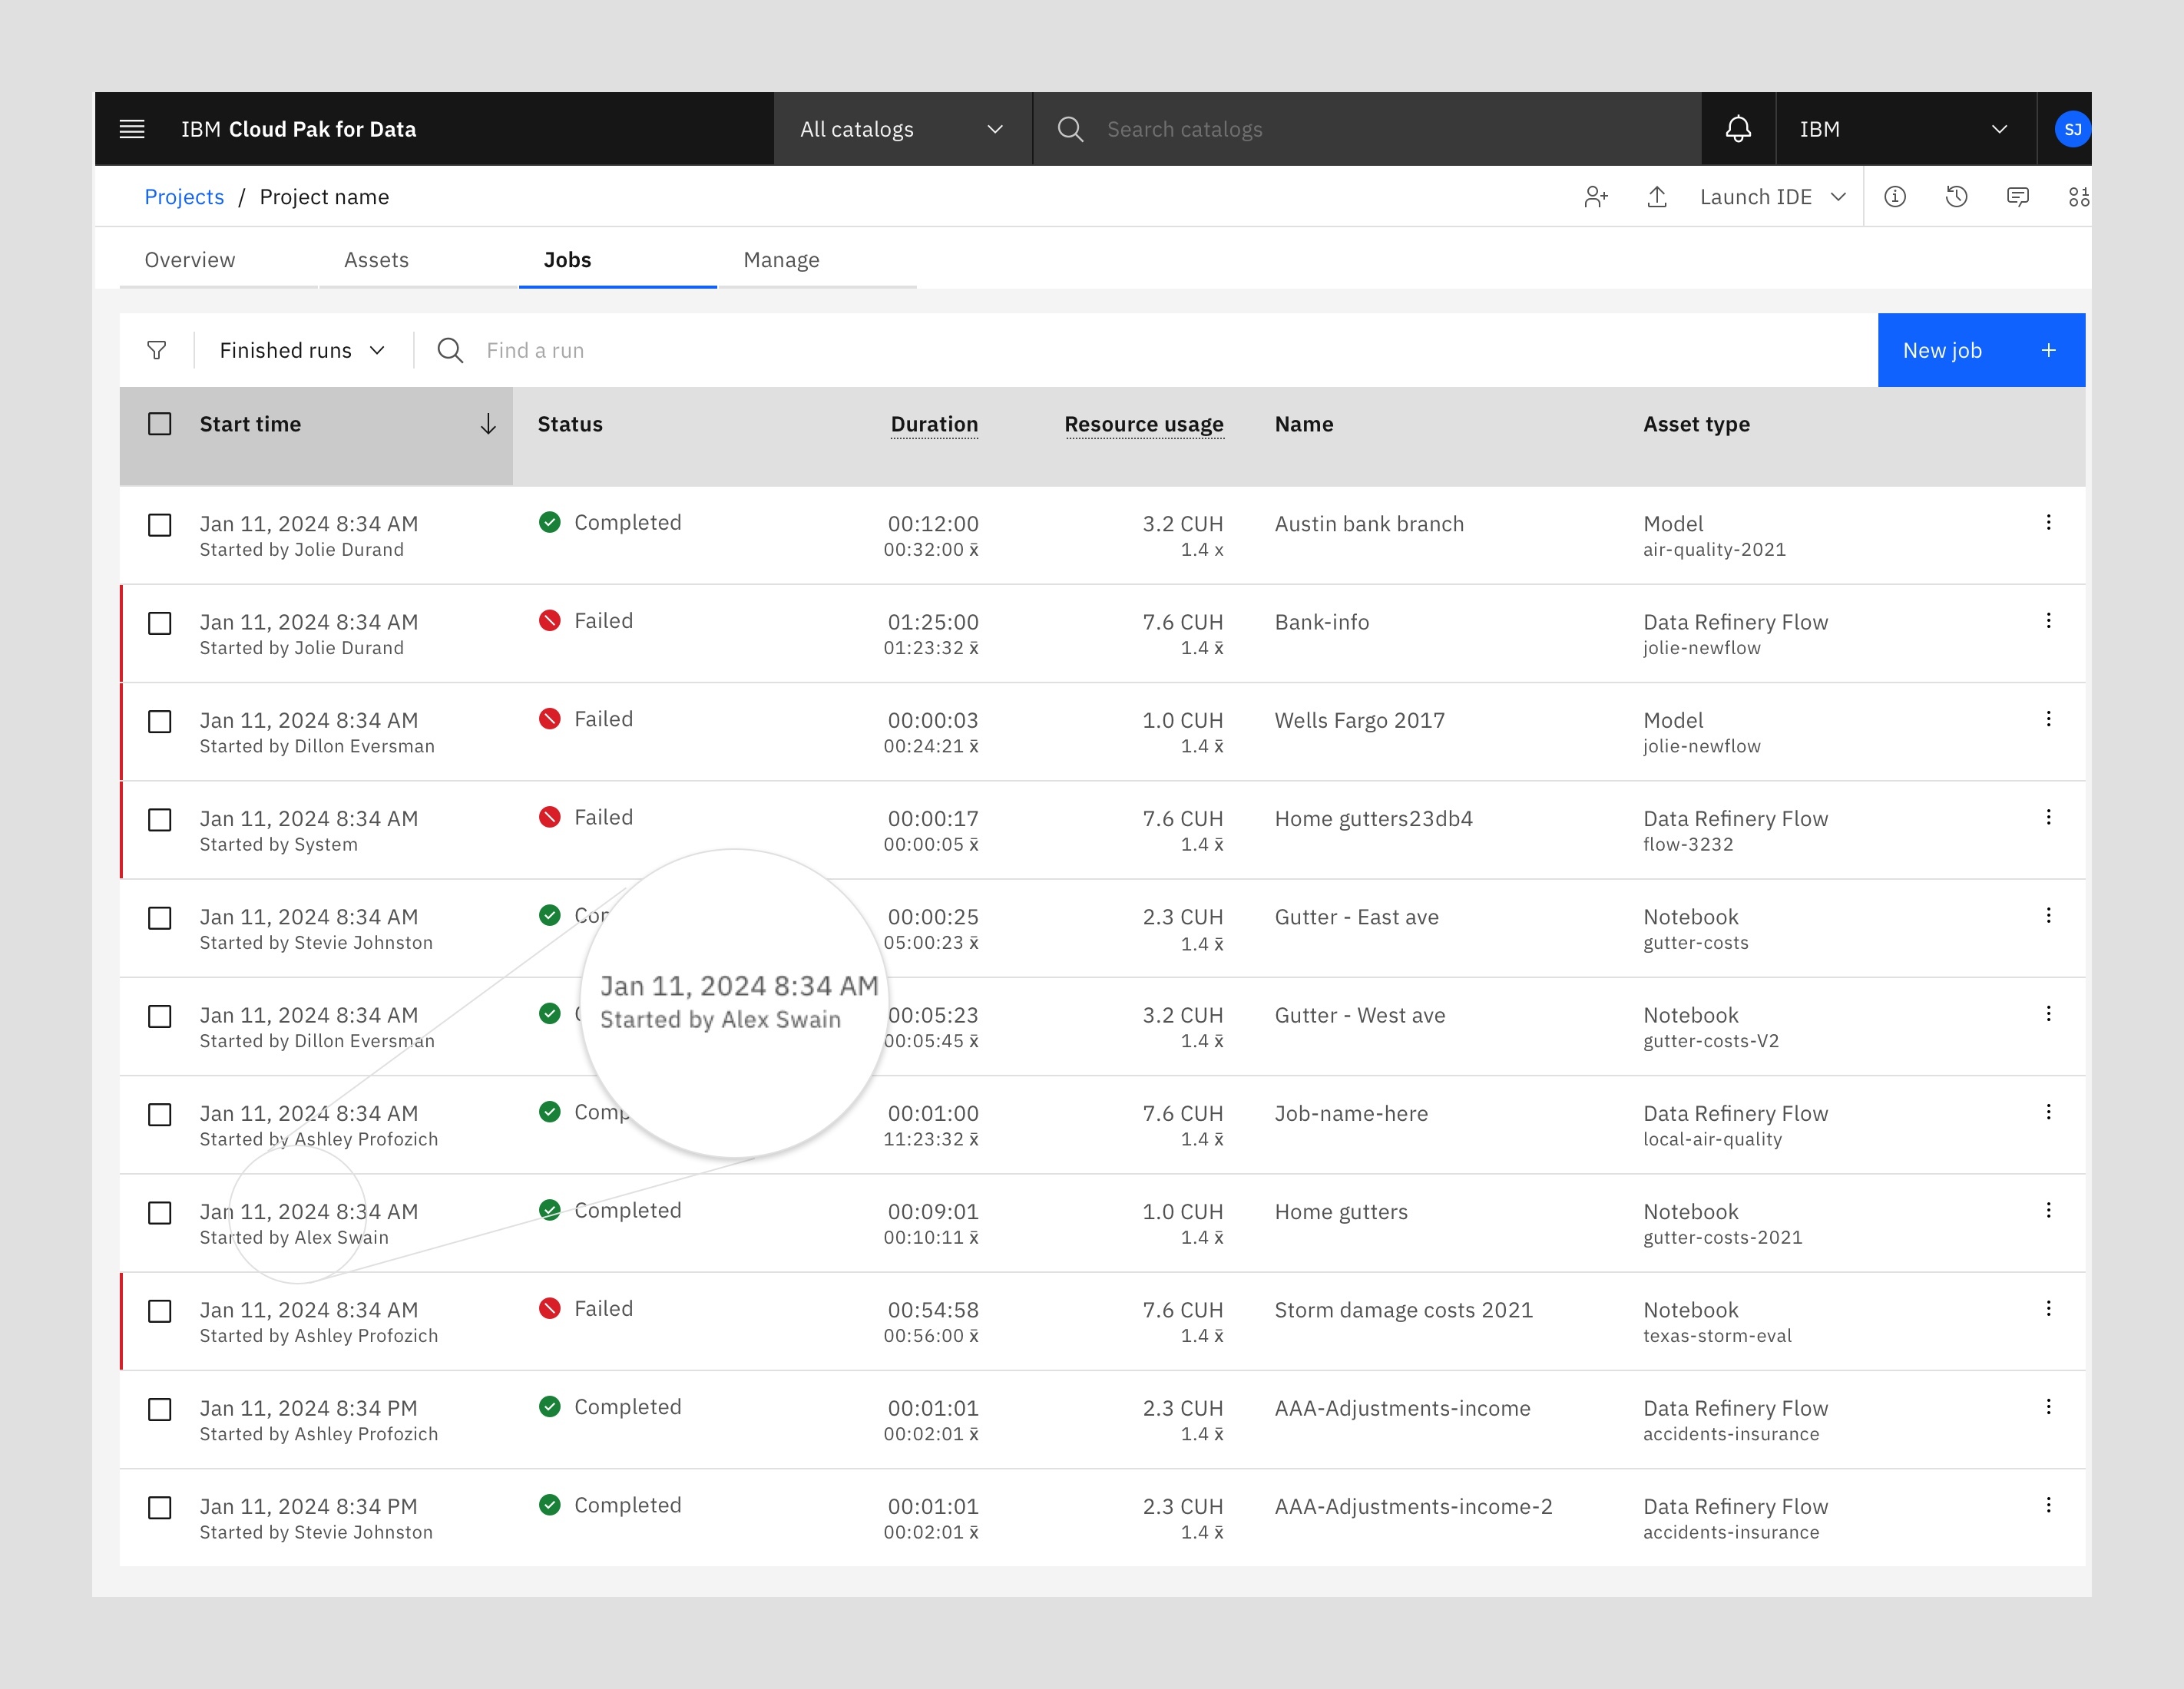 IBM Cloud Pak for Data
All catalogs
Search catalogs
IBM
SJ
Projects / Project name
Launch IDE
Overview Assets Jobs Manage
Finished runs
Find a run
New job +
Start time Status Duration Resource usage Name Asset type
Jan 11, 2024 8:34 AM Completed 00:12:00 3.2 CUH Austin bank branch Model
Started by Jolie Durand 00:32:00 x̄ 1.4 x air-quality-2021
Jan 11, 2024 8:34 AM Failed 01:25:00 7.6 CUH Bank-info Data Refinery Flow
Started by Jolie Durand 01:23:32 x̄ 1.4 x̄ jolie-newflow
Jan 11, 2024 8:34 AM Failed 00:00:03 1.0 CUH Wells Fargo 2017 Model
Started by Dillon Eversman 00:24:21 x̄ 1.4 x̄ jolie-newflow
Jan 11, 2024 8:34 AM Failed 00:00:17 7.6 CUH Home gutters23db4 Data Refinery Flow
Started by System 00:00:05 x̄ 1.4 x̄ flow-3232
Jan 11, 2024 8:34 AM 00:00:25 2.3 CUH Gutter - East ave Notebook
Started by Stevie Johnston 05:00:23 x̄ 1.4 x̄ gutter-costs
Jan 11, 2024 8:34 AM
Started by Alex Swain
Jan 11, 2024 8:34 AM 00:05:23 3.2 CUH Gutter - West ave Notebook
Started by Dillon Eversman 00:05:45 x̄ 1.4 x̄ gutter-costs-V2
Jan 11, 2024 8:34 AM 00:01:00 7.6 CUH Job-name-here Data Refinery Flow
Started by Ashley Profozich 11:23:32 x̄ 1.4 x̄ local-air-quality
Jan 11, 2024 8:34 AM Completed 00:09:01 1.0 CUH Home gutters Notebook
Started by Alex Swain 00:10:11 x̄ 1.4 x̄ gutter-costs-2021
Jan 11, 2024 8:34 AM Failed 00:54:58 7.6 CUH Storm damage costs 2021 Notebook
Started by Ashley Profozich 00:56:00 x̄ 1.4 x̄ texas-storm-eval
Jan 11, 2024 8:34 PM Completed 00:01:01 2.3 CUH AAA-Adjustments-income Data Refinery Flow
Started by Ashley Profozich 00:02:01 x̄ 1.4 x̄ accidents-insurance
Jan 11, 2024 8:34 PM Completed 00:01:01 2.3 CUH AAA-Adjustments-income-2 Data Refinery Flow
Started by Stevie Johnston 00:02:01 x̄ 1.4 x̄ accidents-insurance